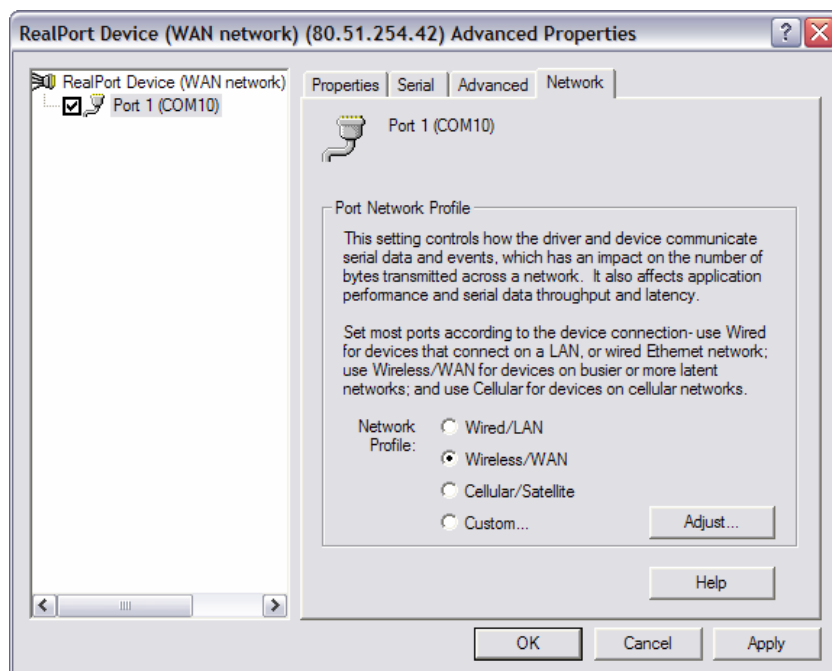 RealPort Device (WAN network) (80.51.254.42) Advanced Properties
RealPort Device (WAN network)
Port 1 (COM10)
Properties Serial Advanced Network
Port 1 (COM10)
Port Network Profile
This setting controls how the driver and device communicate
serial data and events, which has an impact on the number of
bytes transmitted across a network. It also affects application
performance and serial data throughput and latency.
Set most ports according to the device connection- use Wired
for devices that connect on a LAN, or wired Ethernet network;
use Wireless/WAN for devices on busier or more latent
networks; and use Cellular for devices on cellular networks.
Network
Profile:
Wired/LAN
Wireless/WAN
Cellular/Satellite
Custom...
Adjust...
Help
OK Cancel Apply